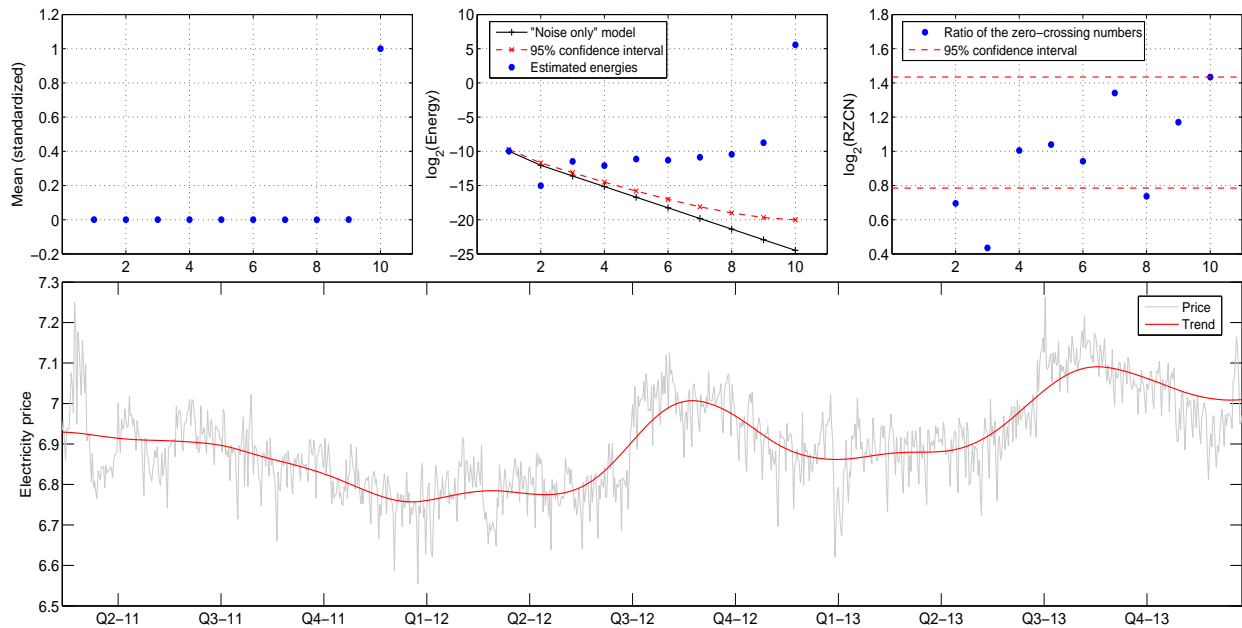 Mean (standardized)
1.2
1
0.8
0.6
0.4
0.2
0
−0.2
2
4
6
8
10
log2(Energy)
10
5
0
−5
−10
−15
−20
−25
2
4
6
8
10
"Noise only" model
95% confidence interval
Estimated energies
log2(RZCN)
1.8
1.6
1.4
1.2
1
0.8
0.6
0.4
2
4
6
8
10
Ratio of the zero−crossing numbers
95% confidence interval
Electricity price
7.3
7.2
7.1
7
6.9
6.8
6.7
6.6
6.5
Q2−11
Q3−11
Q4−11
Q1−12
Q2−12
Q3−12
Q4−12
Q1−13
Q2−13
Q3−13
Q4−13
Price
Trend